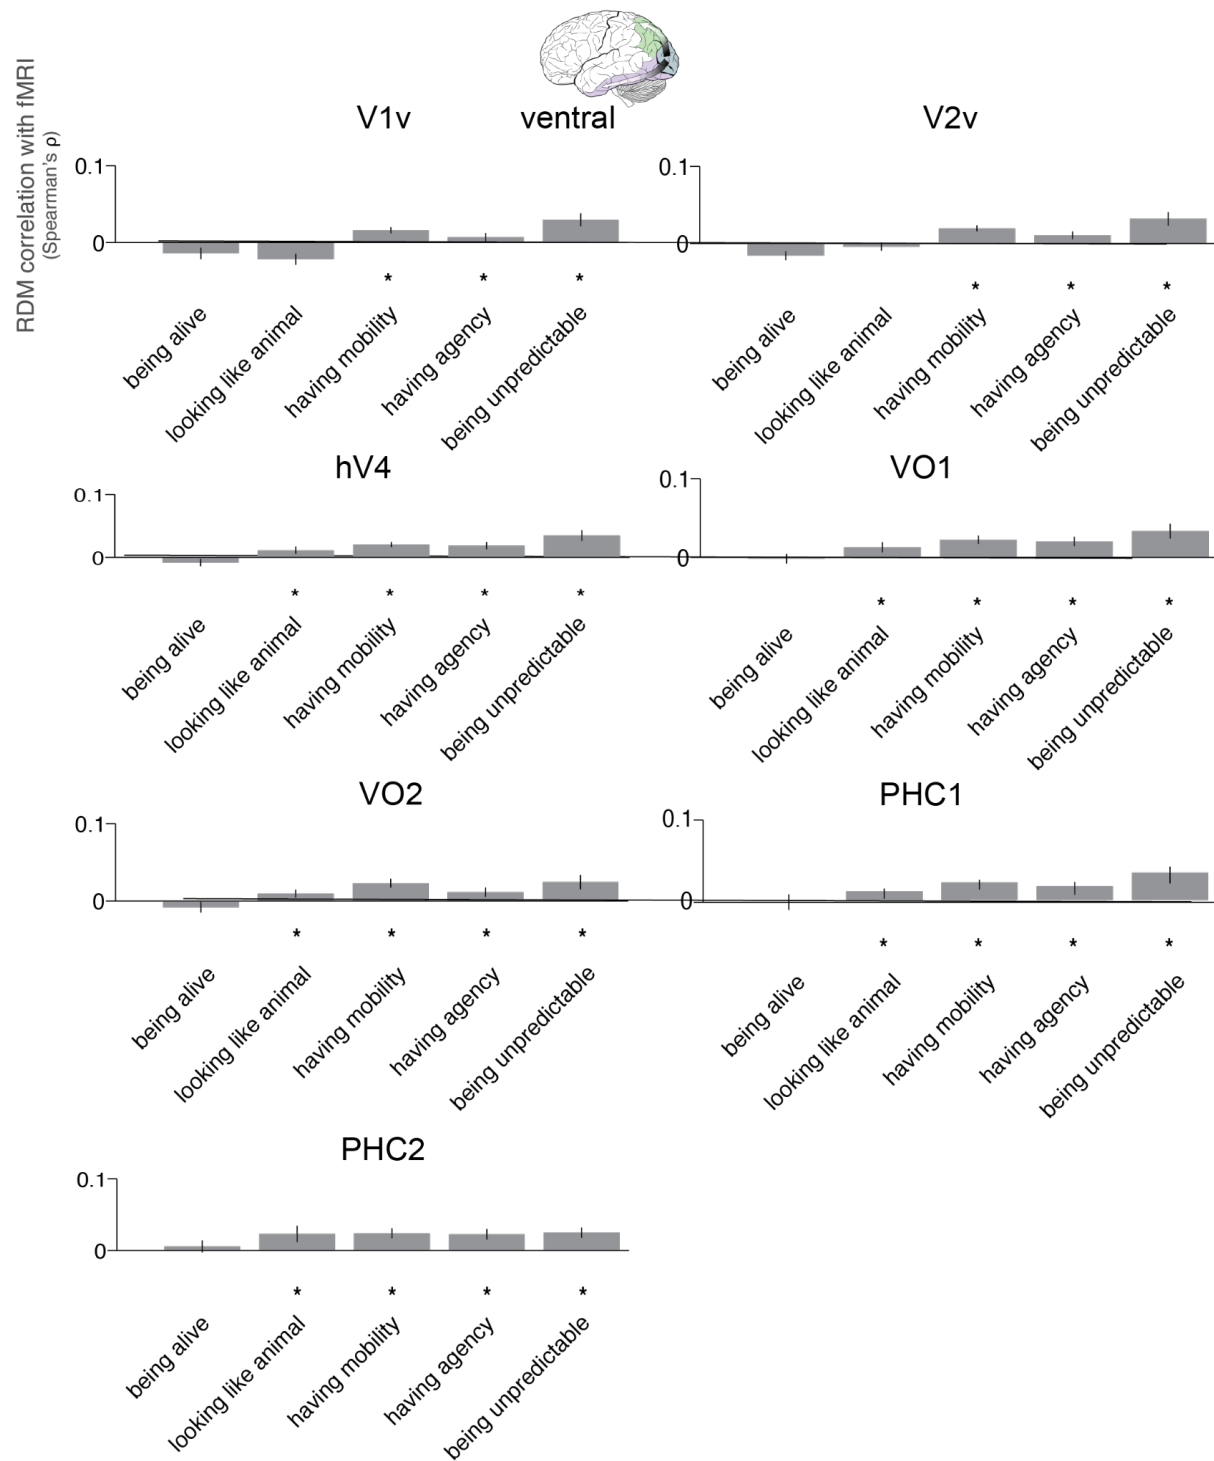 RDM correlation with fMRI
(Spearman's ρ)
V1v
ventral
V2v
0.1
0
*
*
*
being alive
looking like animal
having mobility
having agency
being unpredictable
0.1
0
*
*
*
being alive
looking like animal
having mobility
having agency
being unpredictable
hV4
0.1
0
*
*
*
*
being alive
looking like animal
having mobility
having agency
being unpredictable
VO1
0.1
0
*
*
*
*
being alive
looking like animal
having mobility
having agency
being unpredictable
VO2
0.1
0
*
*
*
*
being alive
looking like animal
having mobility
having agency
being unpredictable
PHC1
0.1
0
*
*
*
*
being alive
looking like animal
having mobility
having agency
being unpredictable
PHC2
0.1
0
*
*
*
*
being alive
looking like animal
having mobility
having agency
being unpredictable